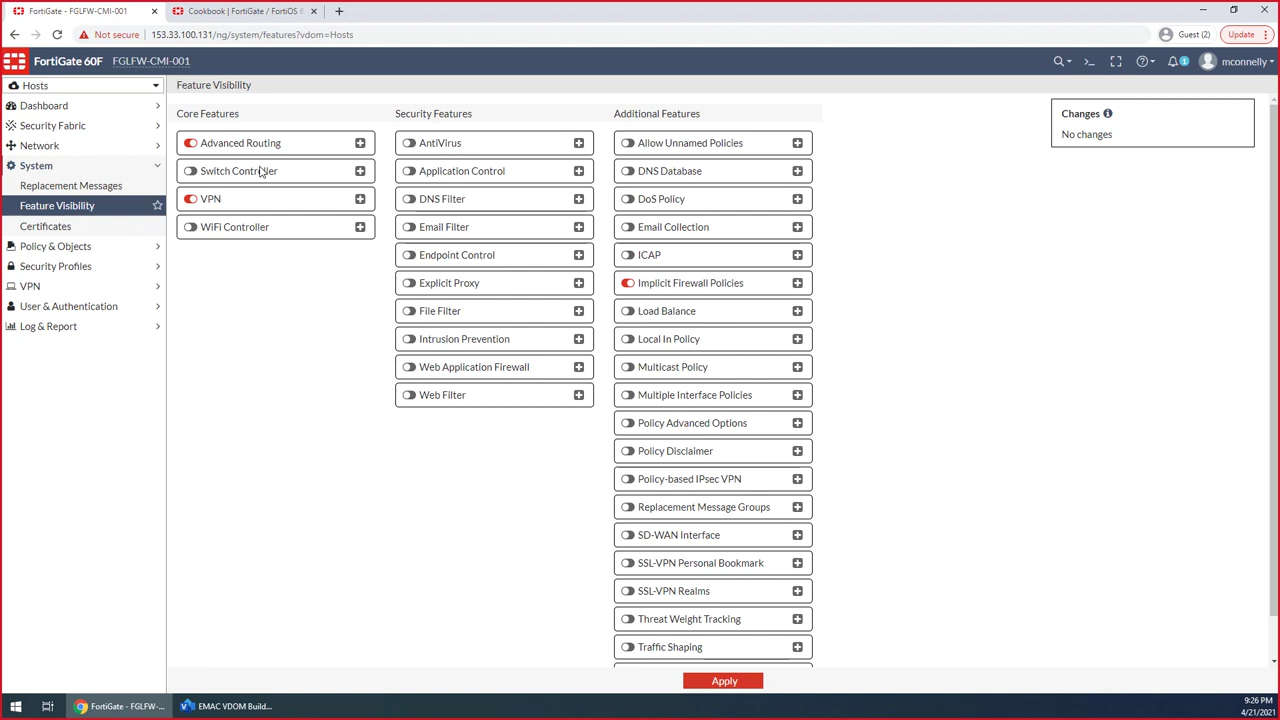 FortiGate - FGLFW-CMI-001
Cookbook | FortiGate / FortiOS 6
Not secure
153.33.100.131/ng/system/features?vdom=Hosts
Guest (2)
Update
FortiGate 60F
FGLFW-CMI-001
1
mconnelly
Hosts
Dashboard
Security Fabric
Network
System
Replacement Messages
Feature Visibility
Certificates
Policy & Objects
Security Profiles
VPN
User & Authentication
Log & Report
Feature Visibility
Core Features
Advanced Routing
Switch Controller
VPN
WiFi Controller
Security Features
AntiVirus
Application Control
DNS Filter
Email Filter
Endpoint Control
Explicit Proxy
File Filter
Intrusion Prevention
Web Application Firewall
Web Filter
Additional Features
Allow Unnamed Policies
DNS Database
DoS Policy
Email Collection
ICAP
Implicit Firewall Policies
Load Balance
Local In Policy
Multicast Policy
Multiple Interface Policies
Policy Advanced Options
Policy Disclaimer
Policy-based IPsec VPN
Replacement Message Groups
SD-WAN Interface
SSL-VPN Personal Bookmark
SSL-VPN Realms
Threat Weight Tracking
Traffic Shaping
Changes
No changes
Apply
FortiGate - FGLFW-...
EMAC VDOM Build...
9:26 PM
4/21/2021